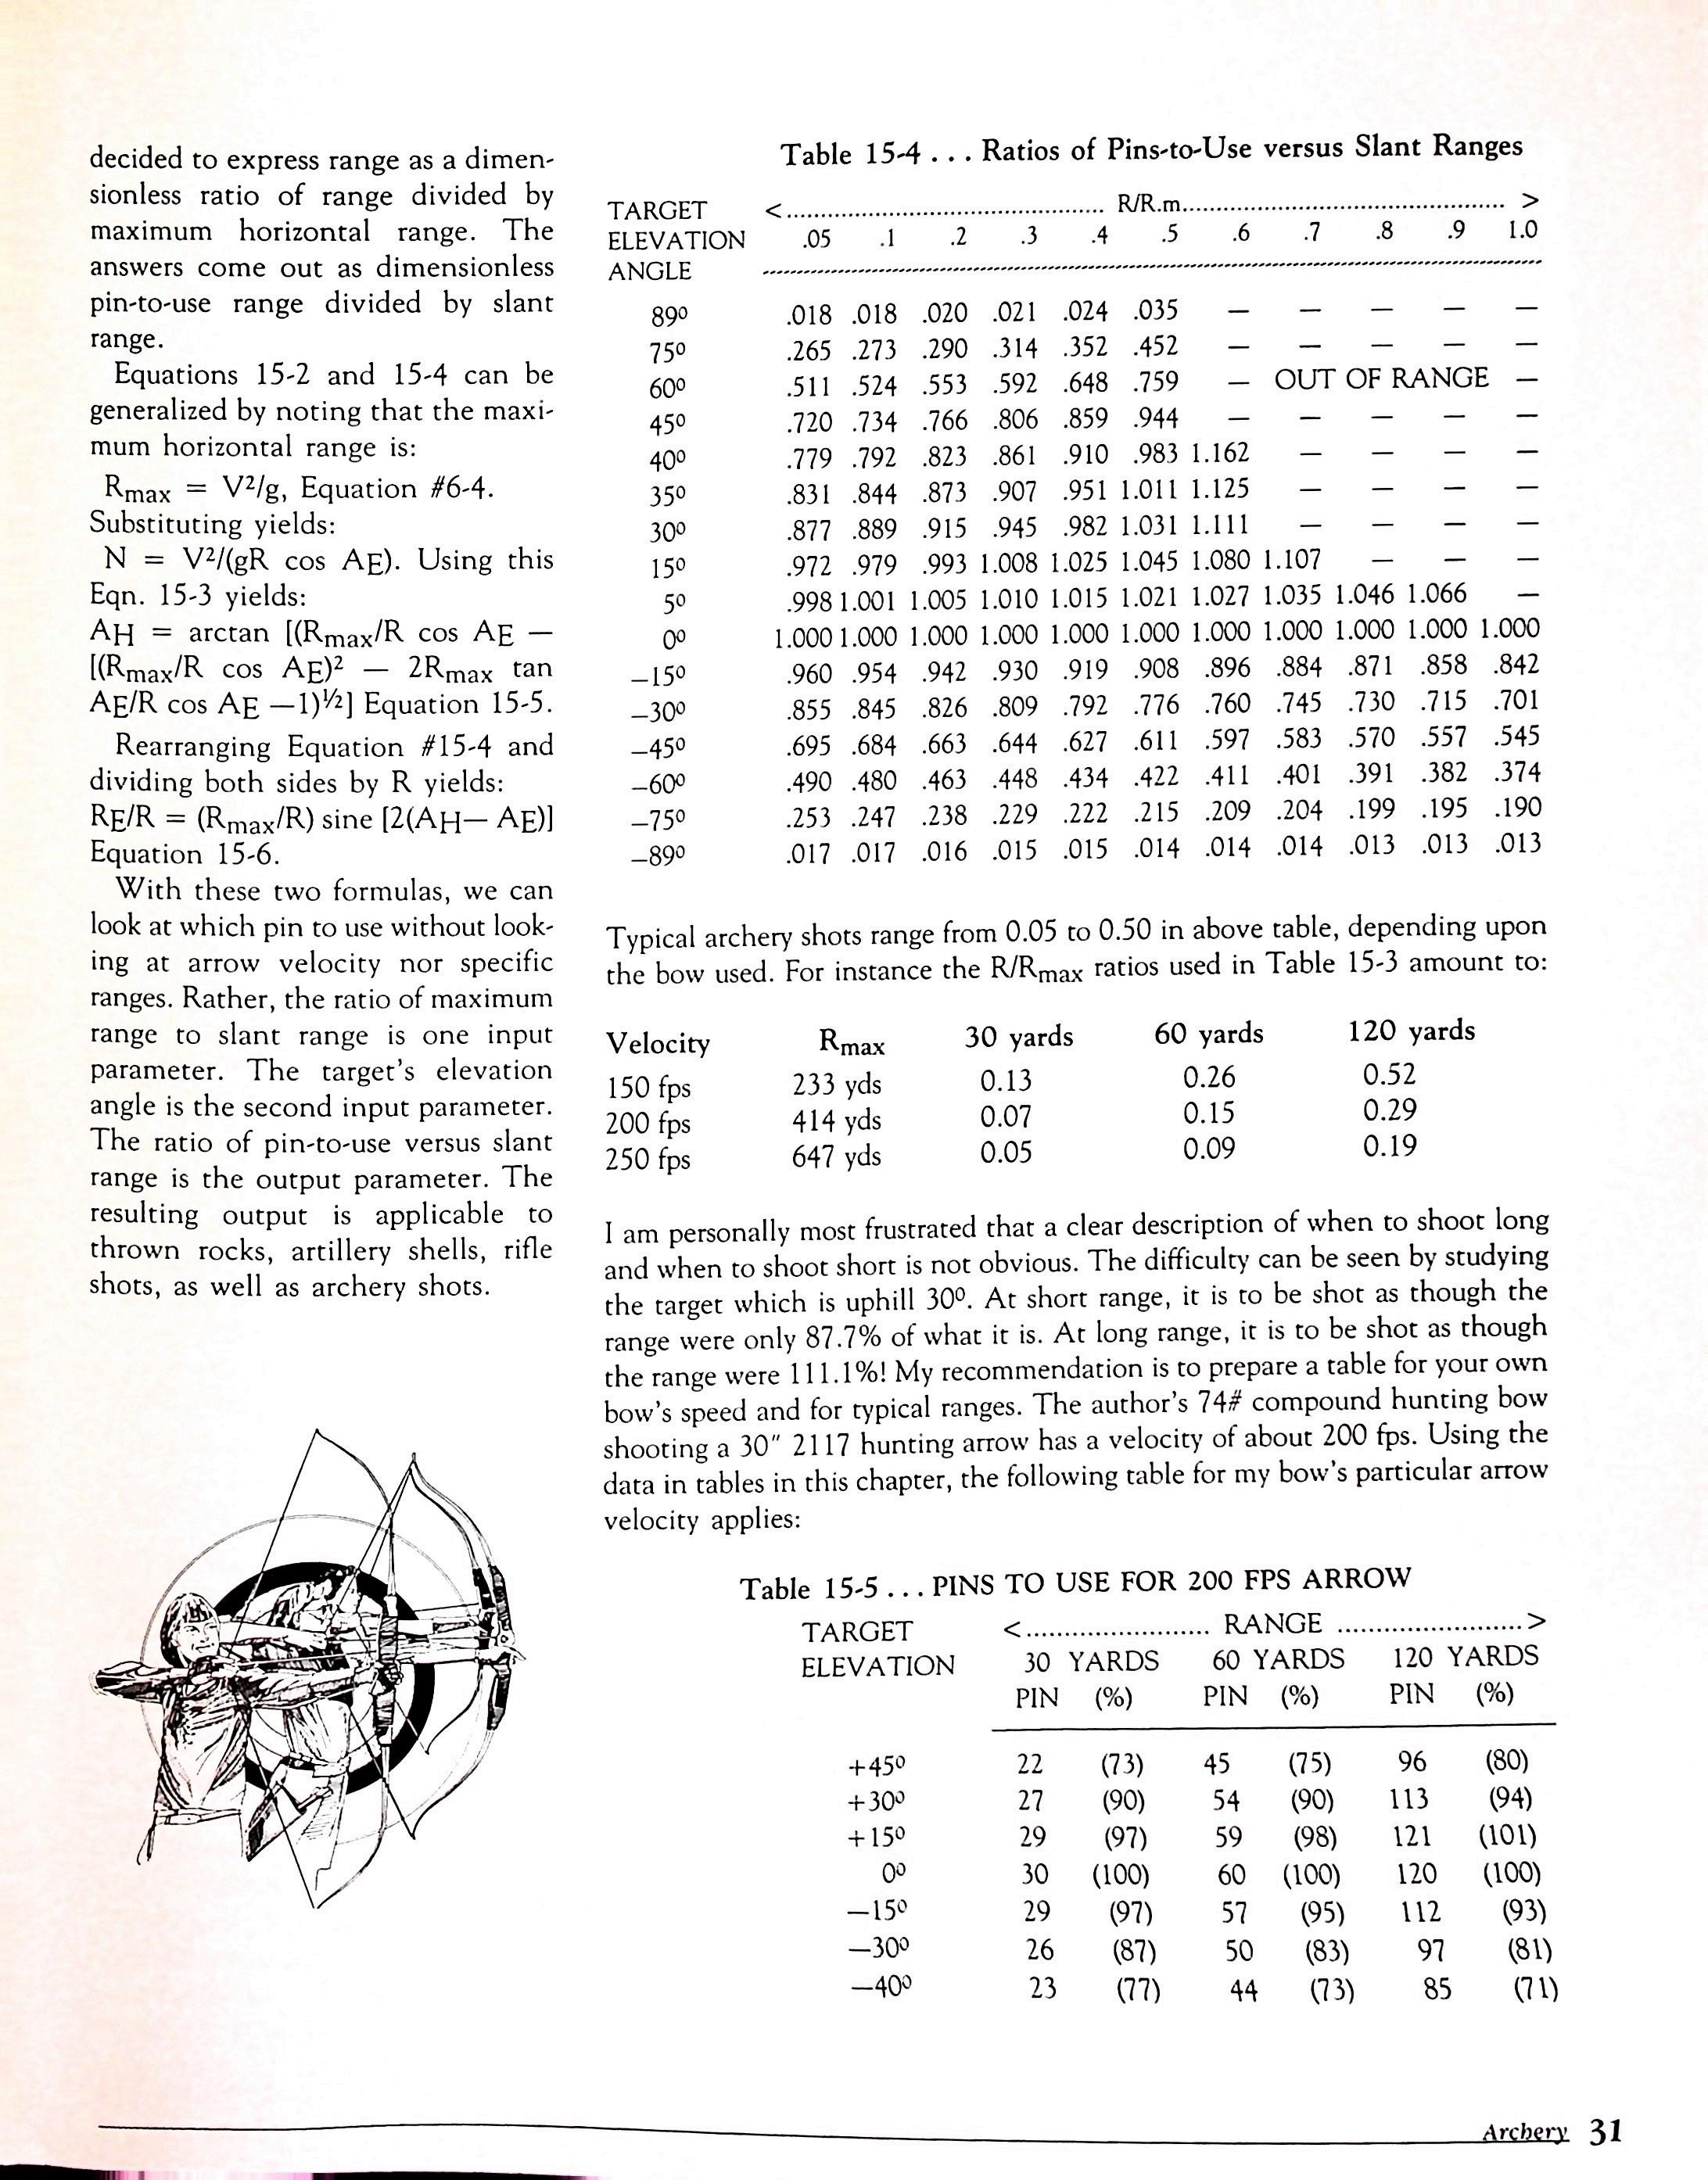 decided to express range as a dimen-
sionless ratio of range divided by
maximum horizontal range. The
answers come out as dimensionless
pin-to-use range divided by slant
range.
Equations 15-2 and 15-4 can be
generalized by noting that the maxi-
mum horizontal range is:
Rmax = V²/g, Equation #6-4.
Substituting yields:
N = V²/(gR cos AE). Using this
Eqn. 15-3 yields:
AH = arctan [(Rmax/R cos AE —
[(Rmax/R cos AE)² — 2Rmax tan
AE/R cos AE —1)½] Equation 15-5.
Rearranging Equation #15-4 and
dividing both sides by R yields:
RE/R = (Rmax/R) sine [2(AH— AE)]
Equation 15-6.
With these two formulas, we can
look at which pin to use without look-
ing at arrow velocity nor specific
ranges. Rather, the ratio of maximum
range to slant range is one input
parameter. The target's elevation
angle is the second input parameter.
The ratio of pin-to-use versus slant
range is the output parameter. The
resulting output is applicable to
thrown rocks, artillery shells, rifle
shots, as well as archery shots.
Table 15-4 . . . Ratios of Pins-to-Use versus Slant Ranges
TARGET <.............................................. R/R.m.............................................. >
ELEVATION .05 .1 .2 .3 .4 .5 .6 .7 .8 .9 1.0
ANGLE
89º .018 .018 .020 .021 .024 .035 — — — — —
75º .265 .273 .290 .314 .352 .452 — — — — —
60º .511 .524 .553 .592 .648 .759 — OUT OF RANGE —
45º .720 .734 .766 .806 .859 .944 — — — — —
40º .779 .792 .823 .861 .910 .983 1.162 — — — —
35º .831 .844 .873 .907 .951 1.011 1.125 — — — —
30º .877 .889 .915 .945 .982 1.031 1.111 — — — —
15º .972 .979 .993 1.008 1.025 1.045 1.080 1.107 — — —
5º .998 1.001 1.005 1.010 1.015 1.021 1.027 1.035 1.046 1.066 —
0º 1.000 1.000 1.000 1.000 1.000 1.000 1.000 1.000 1.000 1.000 1.000
—15º .960 .954 .942 .930 .919 .908 .896 .884 .871 .858 .842
—30º .855 .845 .826 .809 .792 .776 .760 .745 .730 .715 .701
—45º .695 .684 .663 .644 .627 .611 .597 .583 .570 .557 .545
—60º .490 .480 .463 .448 .434 .422 .411 .401 .391 .382 .374
—75º .253 .247 .238 .229 .222 .215 .209 .204 .199 .195 .190
—89º .017 .017 .016 .015 .015 .014 .014 .014 .013 .013 .013
Typical archery shots range from 0.05 to 0.50 in above table, depending upon
the bow used. For instance the R/Rmax ratios used in Table 15-3 amount to:
Velocity Rmax 30 yards 60 yards 120 yards
150 fps 233 yds 0.13 0.26 0.52
200 fps 414 yds 0.07 0.15 0.29
250 fps 647 yds 0.05 0.09 0.19
I am personally most frustrated that a clear description of when to shoot long
and when to shoot short is not obvious. The difficulty can be seen by studying
the target which is uphill 30º. At short range, it is to be shot as though the
range were only 87.7% of what it is. At long range, it is to be shot as though
the range were 111.1%! My recommendation is to prepare a table for your own
bow's speed and for typical ranges. The author's 74# compound hunting bow
shooting a 30" 2117 hunting arrow has a velocity of about 200 fps. Using the
data in tables in this chapter, the following table for my bow's particular arrow
velocity applies:
Table 15-5 . . . PINS TO USE FOR 200 FPS ARROW
TARGET <........................ RANGE ........................>
ELEVATION 30 YARDS 60 YARDS 120 YARDS
PIN (%) PIN (%) PIN (%)
+45º 22 (73) 45 (75) 96 (80)
+30º 27 (90) 54 (90) 113 (94)
+15º 29 (97) 59 (98) 121 (101)
0º 30 (100) 60 (100) 120 (100)
—15º 29 (97) 57 (95) 112 (93)
—30º 26 (87) 50 (83) 97 (81)
—40º 23 (77) 44 (73) 85 (71)
Archery 31